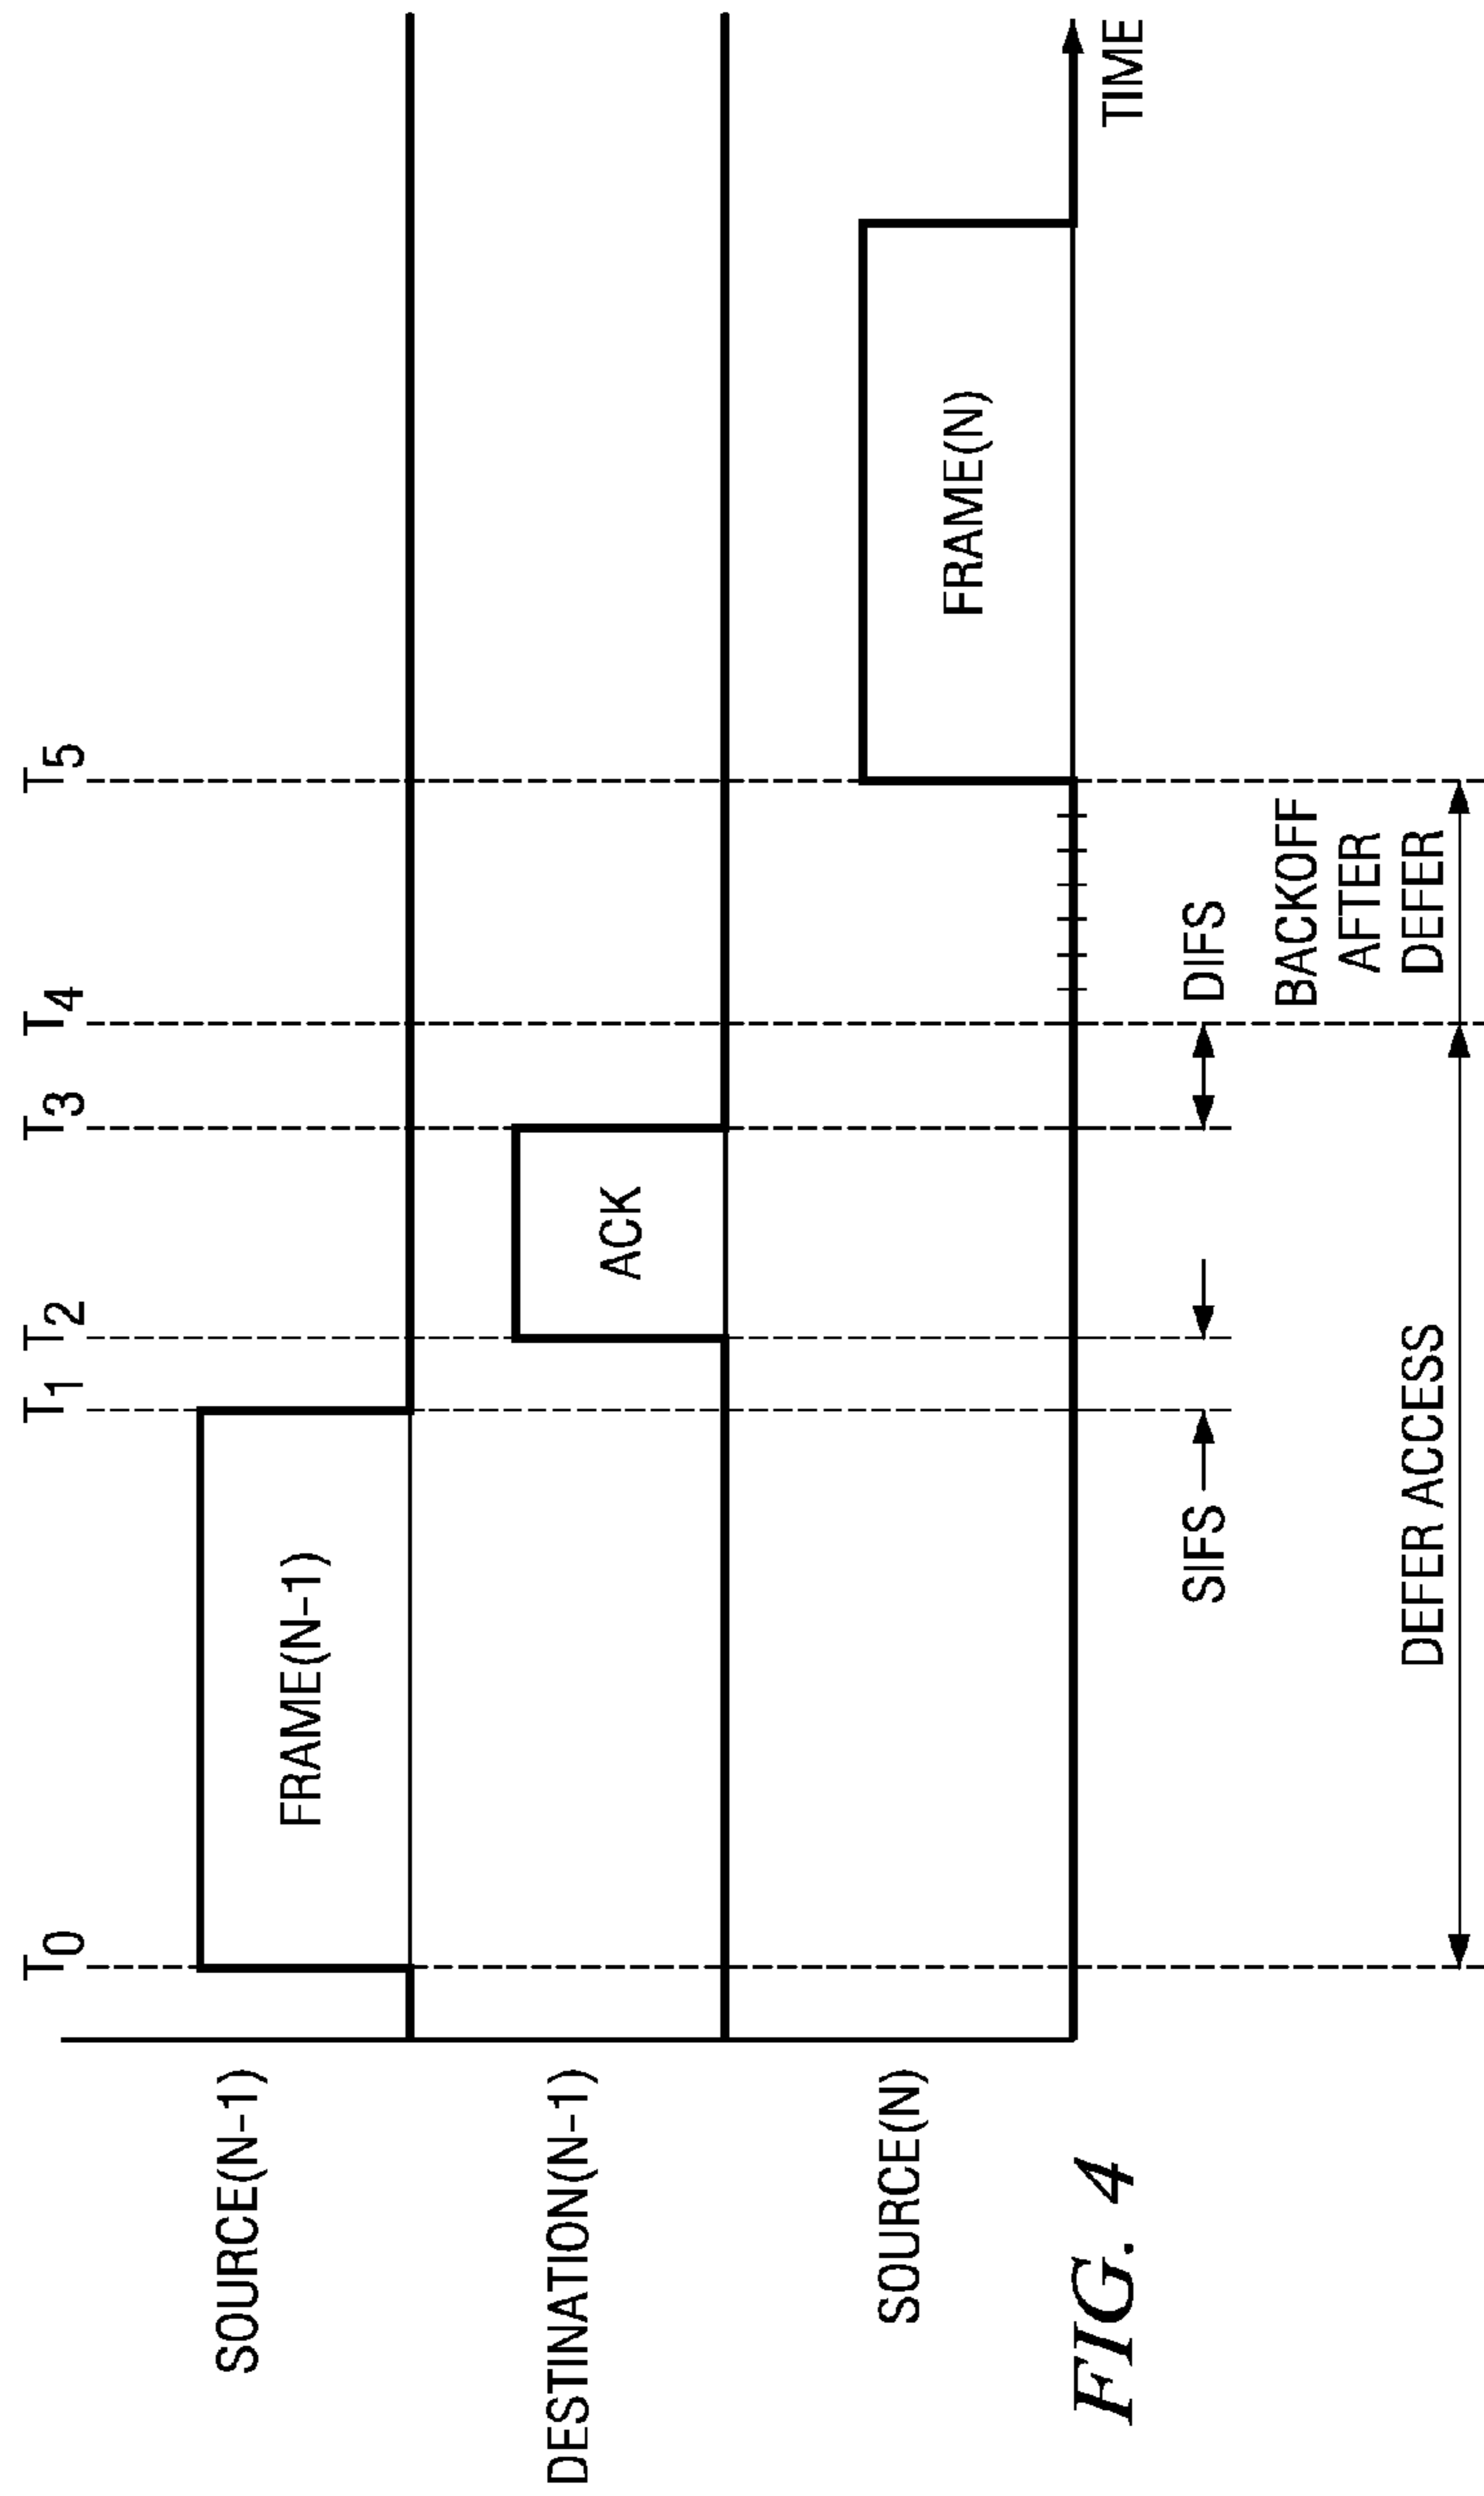 T0 T1 T2 T3 T4 T5
SOURCE(N-1)
FRAME(N-1)
DESTINATION(N-1)
ACK
SOURCE(N)
FRAME(N)
TIME
SIFS
DIFS
DEFER ACCESS
BACKOFF
AFTER
DEFER
FIG. 4